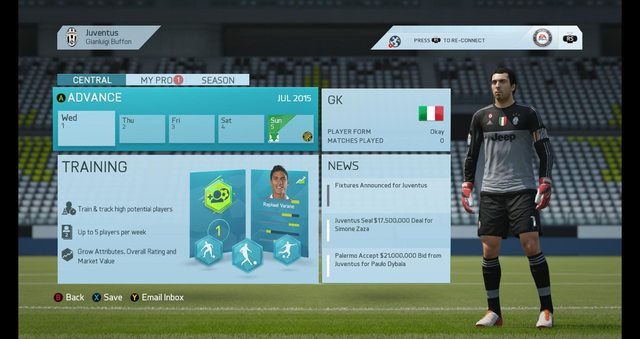 Juventus
Gianluigi Buffon
PRESS RS TO RE-CONNECT
EA SPORTS
RS
CENTRAL
MY PRO 1
SEASON
A ADVANCE
JUL 2015
Wed
1
Thu
2
Fri
3
Sat
4
Sun
5
GK
PLAYER FORM Okay
MATCHES PLAYED 0
TRAINING
Train & track high potential players
Up to 5 players per week
Grow Attributes, Overall Rating and
Market Value
1
Raphael Varane
NEWS
Fixtures Announced for Juventus
Juventus Seal $17,500,000 Deal for
Simone Zaza
Palermo Accept $21,000,000 Bid from
Juventus for Paulo Dybala
Jeep
1
B Back
X Save
Y Email Inbox